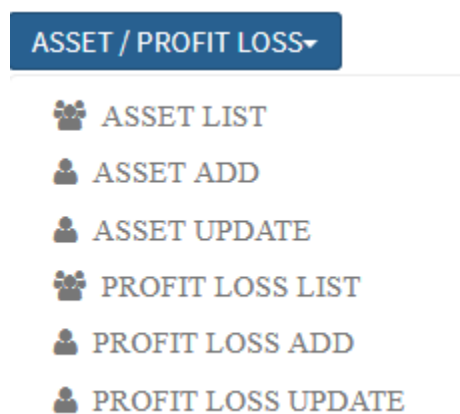 ASSET / PROFIT LOSS
ASSET LIST
ASSET ADD
ASSET UPDATE
PROFIT LOSS LIST
PROFIT LOSS ADD
PROFIT LOSS UPDATE